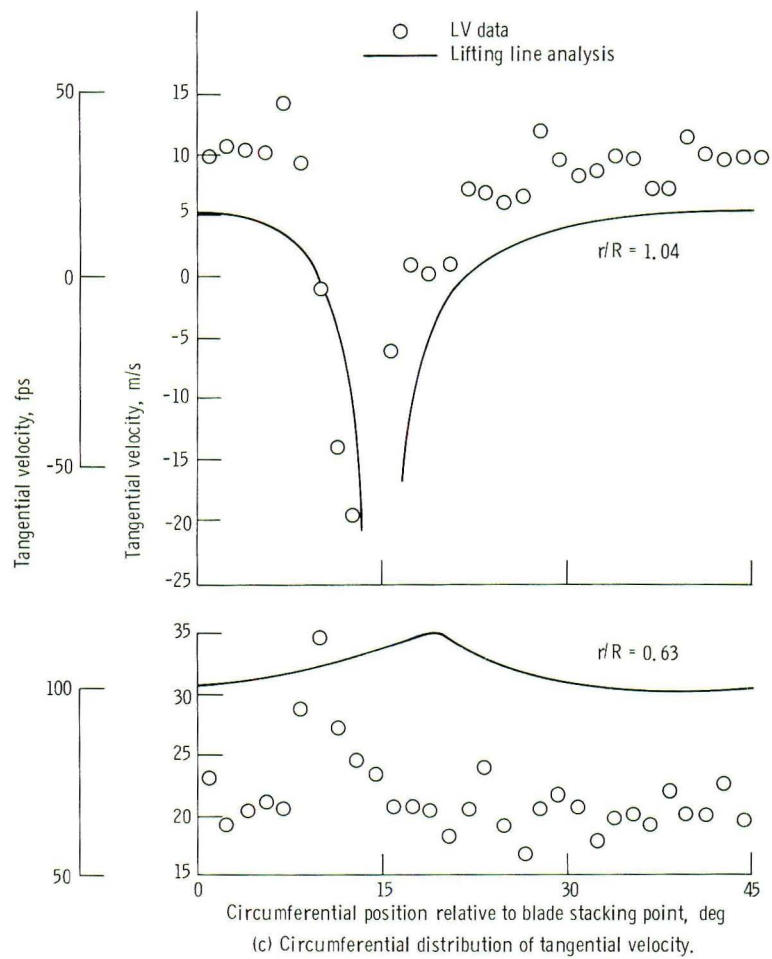 LV data
Lifting line analysis
50
0
-50
Tangential velocity, fps
15
10
5
0
-5
-10
-15
-20
-25
Tangential velocity, m/s
r/R = 1.04
100
50
35
30
25
20
15
r/R = 0.63
0
15
30
45
Circumferential position relative to blade stacking point, deg
(c) Circumferential distribution of tangential velocity.